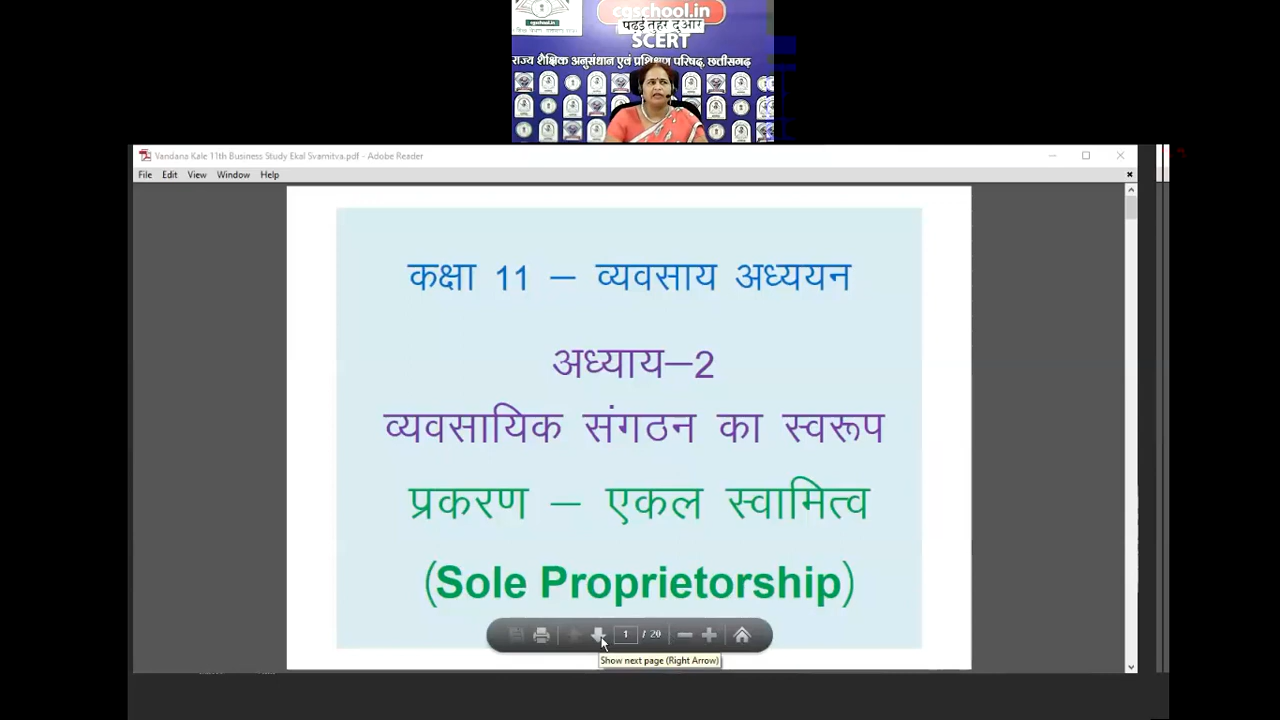 cgschool.in
पढ़ई तुंहर दुआर
SCERT
राज्य शैक्षिक अनुसंधान एवं प्रशिक्षण परिषद्, छत्तीसगढ़
Vandana Kale 11th Business Study Ekal Svamitva.pdf - Adobe Reader
File Edit View Window Help
कक्षा 11 – व्यवसाय अध्ययन
अध्याय–2
व्यवसायिक संगठन का स्वरूप
प्रकरण – एकल स्वामित्व
(Sole Proprietorship)
1 / 20
Show next page (Right Arrow)